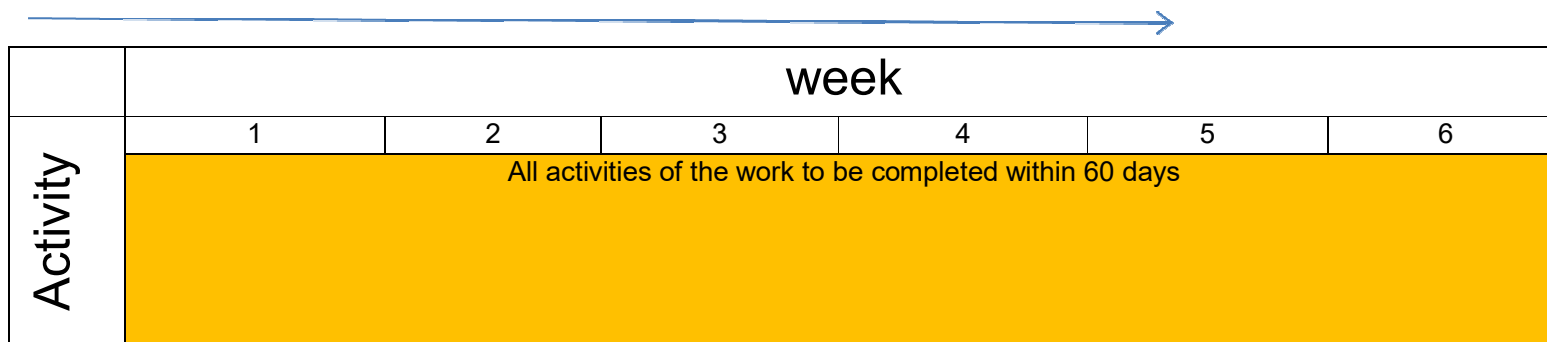 week
1 2 3 4 5 6
All activities of the work to be completed within 60 days
Activity